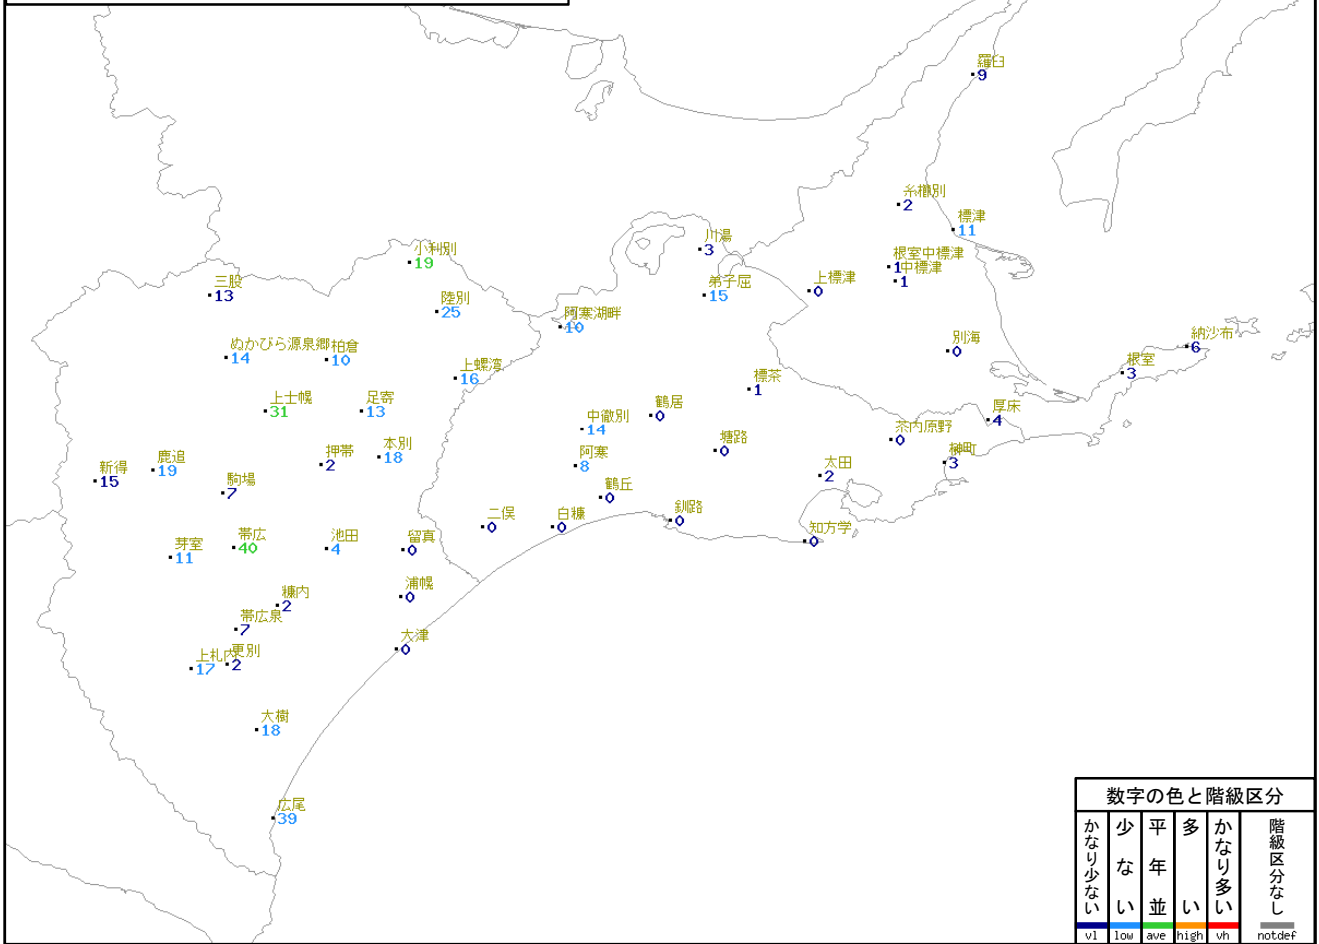 羅臼
9
糸櫛別
2
標津
11
川湯
3
小利別
19
根室中標津
1
中標津
1
上標津
0
三股
13
弟子屈
15
陸別
25
阿寒湖畔
10
納沙布
6
ぬかびら源泉郷
14
柏倉
10
別海
0
根室
3
上螺湾
16
標茶
1
上士幌
31
足寄
13
鶴居
0
厚床
4
中徹別
14
茶内原野
0
塘路
0
本別
18
押帯
2
阿寒
8
榊町
3
太田
2
鹿追
19
新得
15
駒場
7
鶴丘
0
二俣
0
白糠
0
釧路
0
知方学
0
芽室
11
帯広
40
池田
4
留真
0
浦幌
0
糠内
2
帯広泉
7
大津
0
上札内
17
更別
2
大樹
18
広尾
39
数字の色と階級区分
かなり少ない
少ない
平年並
多い
かなり多い
階級区分なし
vl low ave high vh notdef